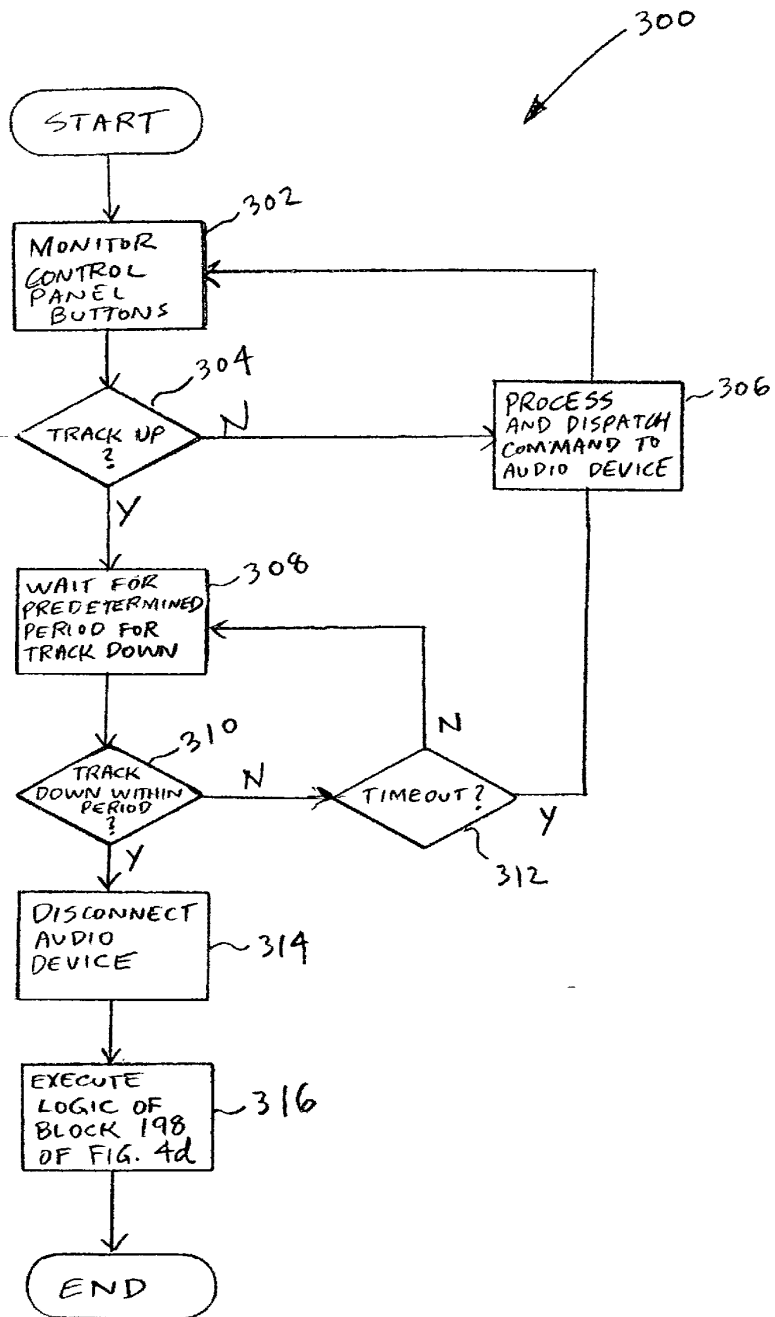 300
START
302
MONITOR
CONTROL
PANEL
BUTTONS
304
TRACK UP
?
N
Y
306
PROCESS
AND DISPATCH
COMMAND TO
AUDIO DEVICE
308
WAIT FOR
PREDETERMINED
PERIOD FOR
TRACK DOWN
310
TRACK
DOWN WITHIN
PERIOD
?
N
Y
N
TIMEOUT?
Y
312
DISCONNECT
AUDIO
DEVICE
314
EXECUTE
LOGIC OF
BLOCK 198
OF FIG. 4d
316
END